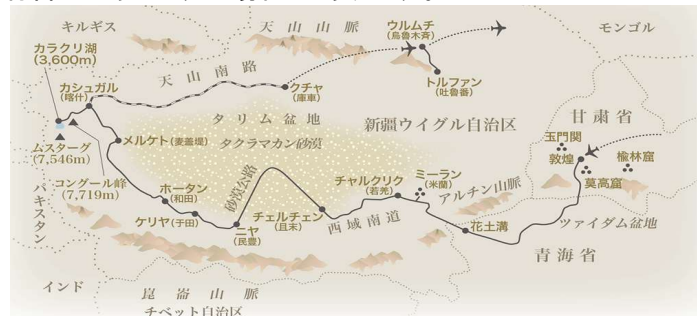 キルギス
天山山脈
ウルムチ
(烏魯木斉)
モンゴル
カラクリ湖
(3,600m)
トルファン
(吐魯番)
カシュガル
(喀什)
天山南路
クチャ
(庫車)
甘粛省
タリム盆地
タクラマカン砂漠
新疆ウイグル自治区
玉門関
敦煌
楡林窟
莫高窟
メルケト(麦蓋堤)
ムスターグ
(7,546m)
コングール峰
(7,719m)
パキスタン
ホータン
(和田)
ケリヤ(于田)
砂漠公路
ニヤ
(民豊)
チェルチェン
(且末)
チャルクリク
(若羌)
ミーラン
(米蘭)
アルチン山脈
西域南道
花土溝
ツァイダム盆地
青海省
インド
崑崙山脈
チベット自治区